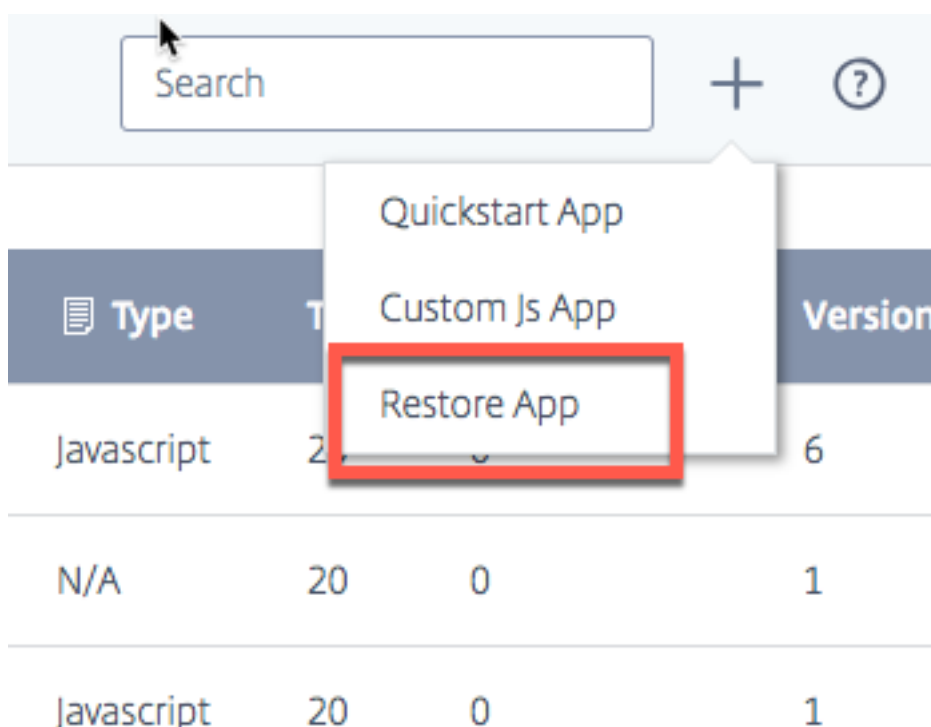 Search
?
Quickstart App
Type
Custom Js App
Version
Restore App
Javascript
6
N/A 20 0 1
Javascript 20 0 1